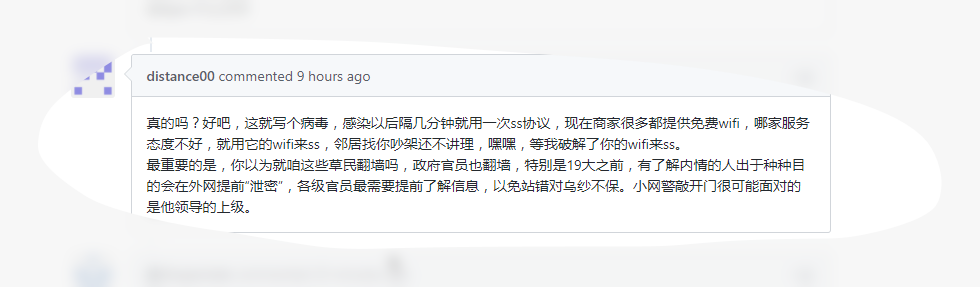 distance00 commented 9 hours ago
真的吗？好吧，这就写个病毒，感染以后隔几分钟就用一次ss协议，现在商家很多都提供免费wifi，哪家服务
态度不好，就用它的wifi来ss，邻居找你吵架还不讲理，嘿嘿，等我破解了你的wifi来ss。
最重要的是，你以为就咱这些草民翻墙吗，政府官员也翻墙，特别是19大之前，有了解内情的人出于种种目
的会在外网提前“泄密”，各级官员最需要提前了解信息，以免站错对乌纱不保。小网警敲开门很可能面对的
是他领导的上级。